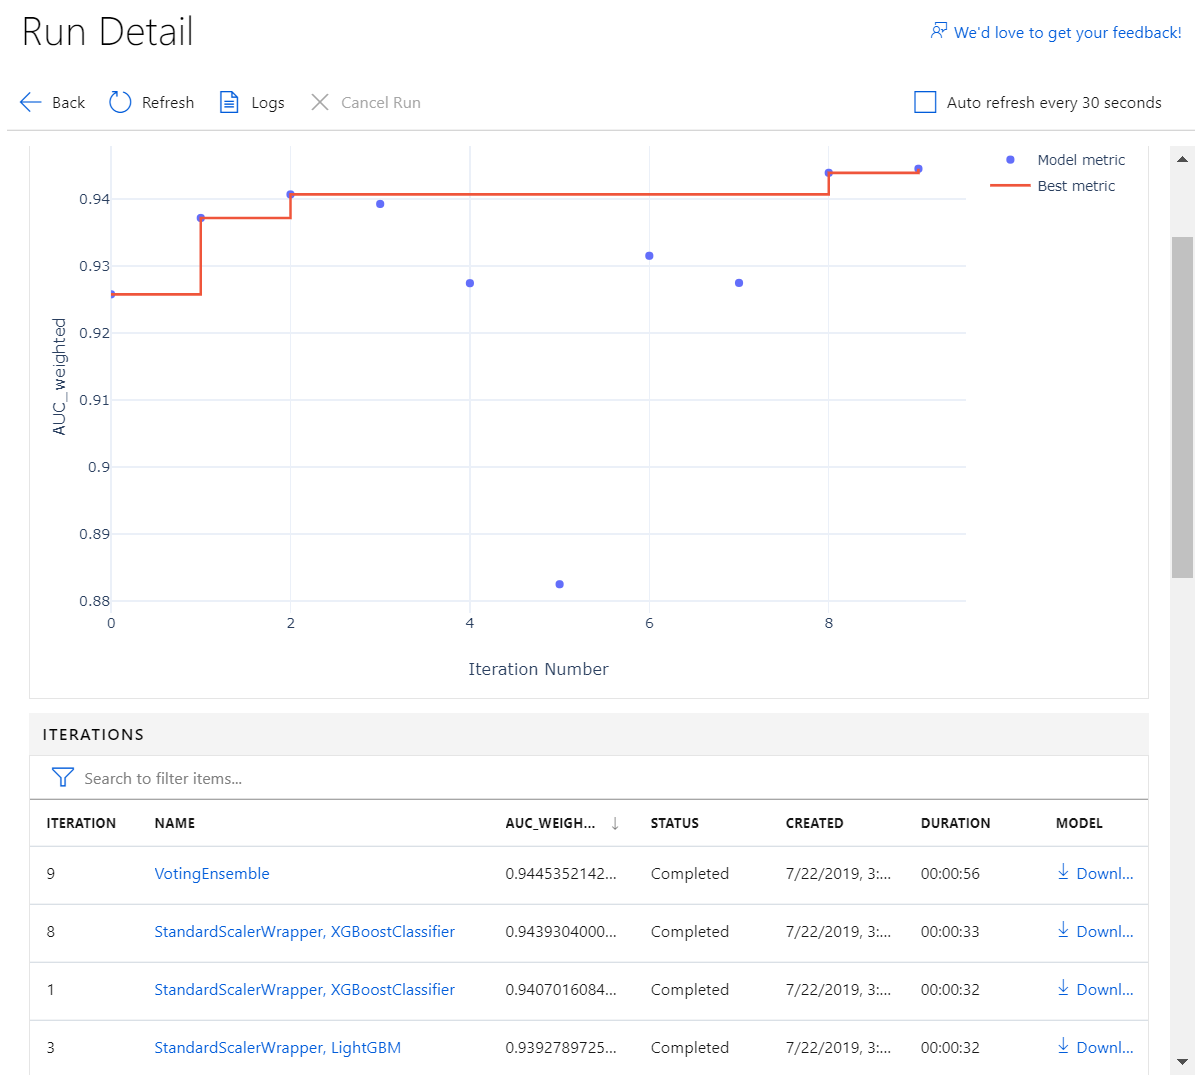 Run Detail
We'd love to get your feedback!
Back Refresh Logs Cancel Run Auto refresh every 30 seconds
Model metric
Best metric
AUC_weighted
0.94
0.93
0.92
0.91
0.9
0.89
0.88
0 2 4 6 8
Iteration Number
ITERATIONS
Search to filter items...
ITERATION NAME AUC_WEIGH... ↓ STATUS CREATED DURATION MODEL
9 VotingEnsemble 0.9445352142... Completed 7/22/2019, 3:... 00:00:56 Downl...
8 StandardScalerWrapper, XGBoostClassifier 0.9439304000... Completed 7/22/2019, 3:... 00:00:33 Downl...
1 StandardScalerWrapper, XGBoostClassifier 0.9407016084... Completed 7/22/2019, 3:... 00:00:32 Downl...
3 StandardScalerWrapper, LightGBM 0.9392789725... Completed 7/22/2019, 3:... 00:00:32 Downl...